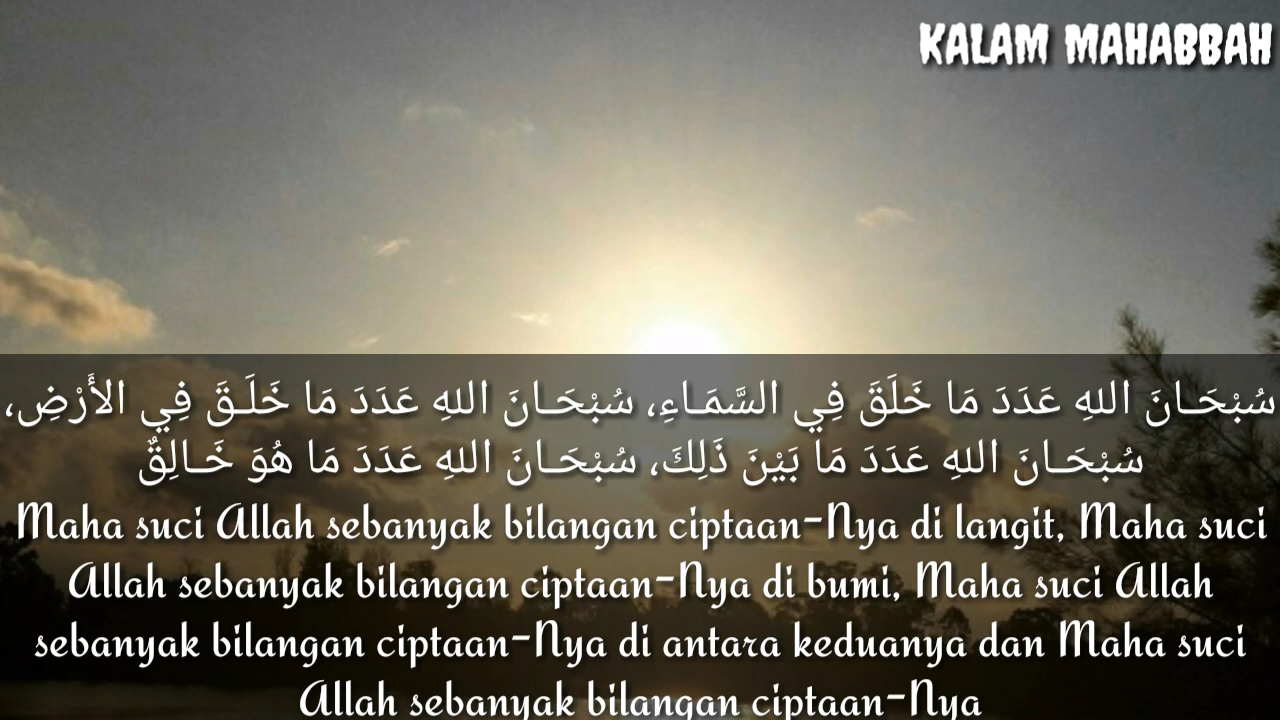 KALAM MAHABBAH
سُبْحَـانَ اللهِ عَدَدَ مَا خَلَقَ فِي السَّمَـاءِ، سُبْحَـانَ اللهِ عَدَدَ مَا خَلَـقَ فِي الأَرْضِ،
سُبْحَـانَ اللهِ عَدَدَ مَا بَيْنَ ذَلِكَ، سُبْحَـانَ اللهِ عَدَدَ مَا هُوَ خَـالِقٌ
Maha suci Allah sebanyak bilangan ciptaan-Nya di langit, Maha suci
Allah sebanyak bilangan ciptaan-Nya di bumi, Maha suci Allah
sebanyak bilangan ciptaan-Nya di antara keduanya dan Maha suci
Allah sebanyak bilangan ciptaan-Nya